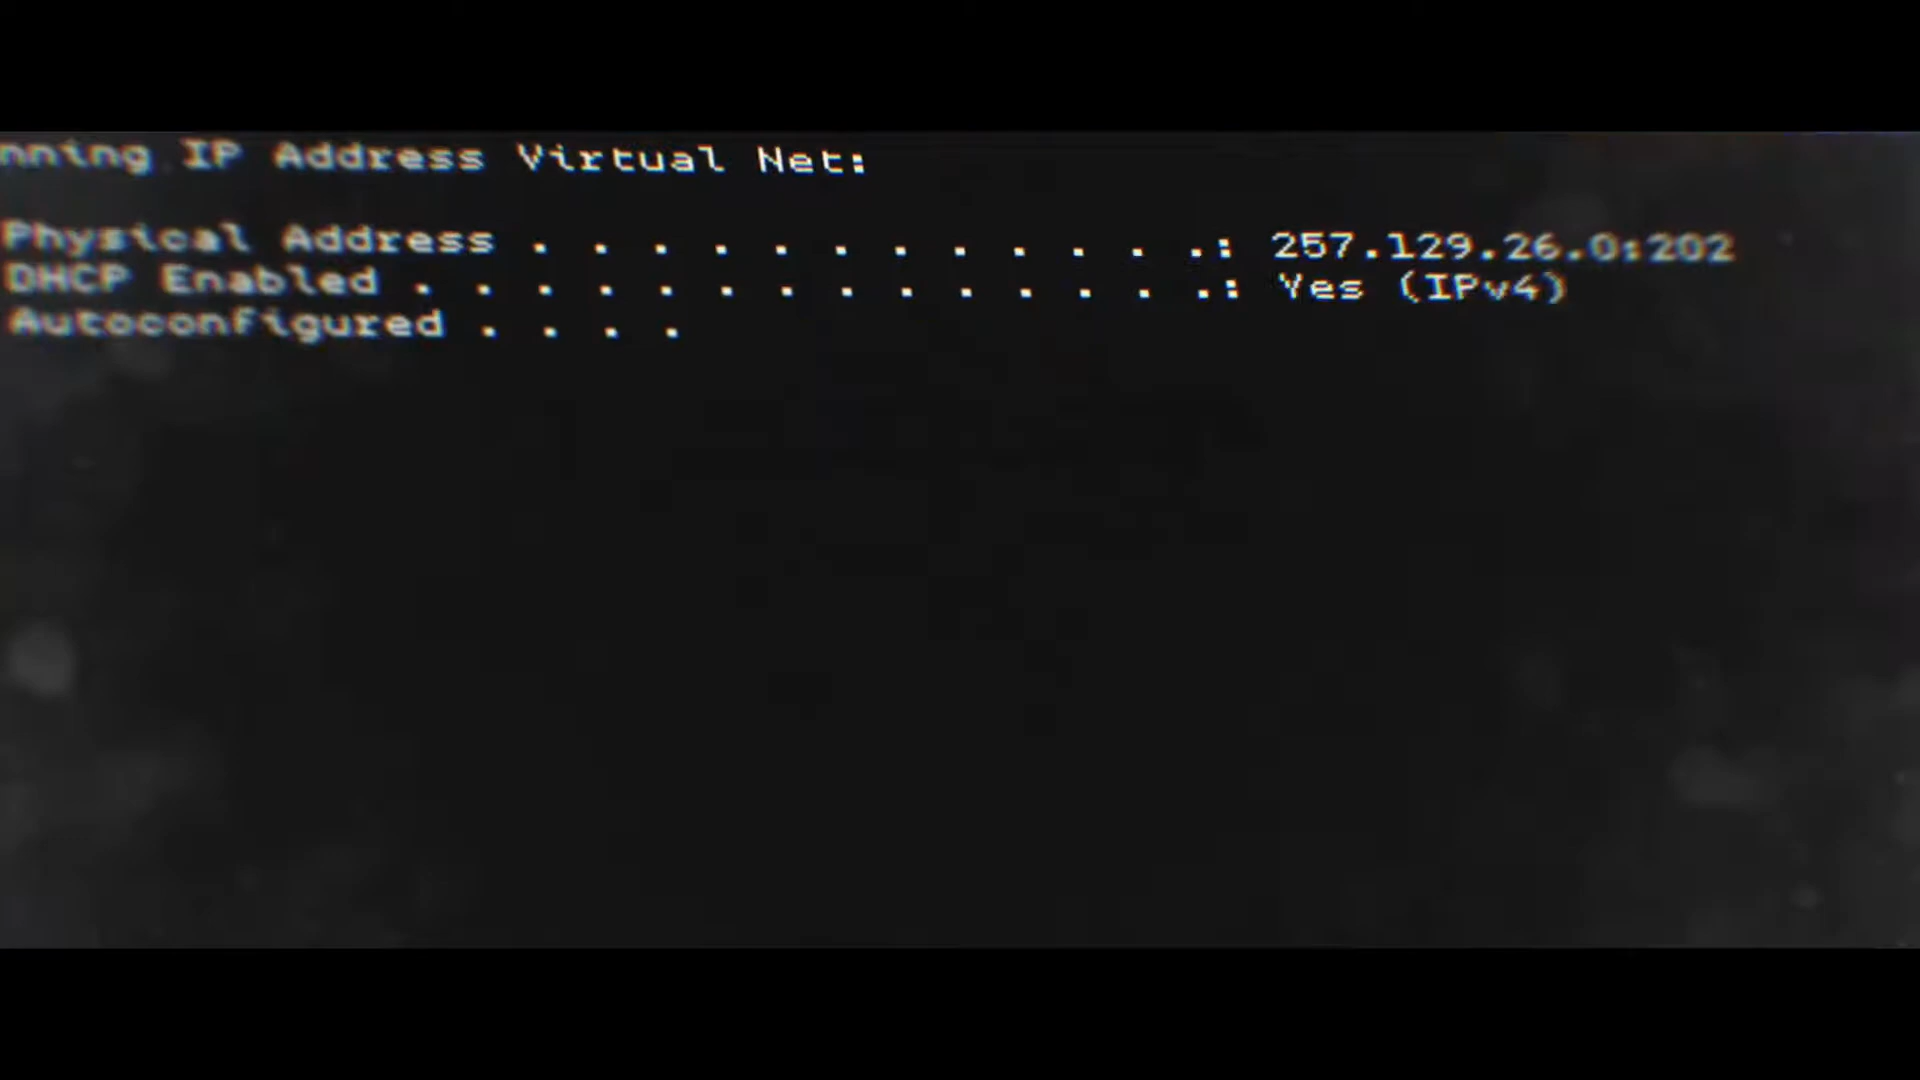 nning IP Address Virtual Net:
Physical Address . . . . . . . . . . . .: 257.129.26.0:202
DHCP Enabled . . . . . . . . . . . . . .: Yes (IPv4)
Autoconfigured . . . .